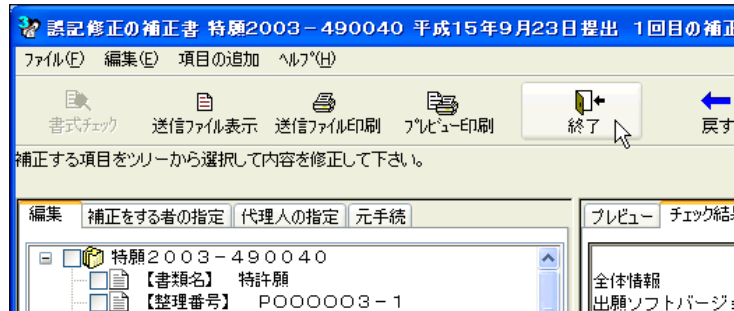 誤記修正の補正書 特願2003-490040 平成15年9月23日提出 1回目の補正
ファイル(F) 編集(E) 項目の追加 ヘルプ(H)
書式チェック 送信ファイル表示 送信ファイル印刷 プレビュー印刷 終了 戻す
補正する項目をツリーから選択して内容を修正して下さい。
編集 補正をする者の指定 代理人の指定 元手続 プレビュー チェック結果
特願2003-490040
【書類名】 特許願 全体情報
【整理番号】 P000003-1 出願ソフトバージョ